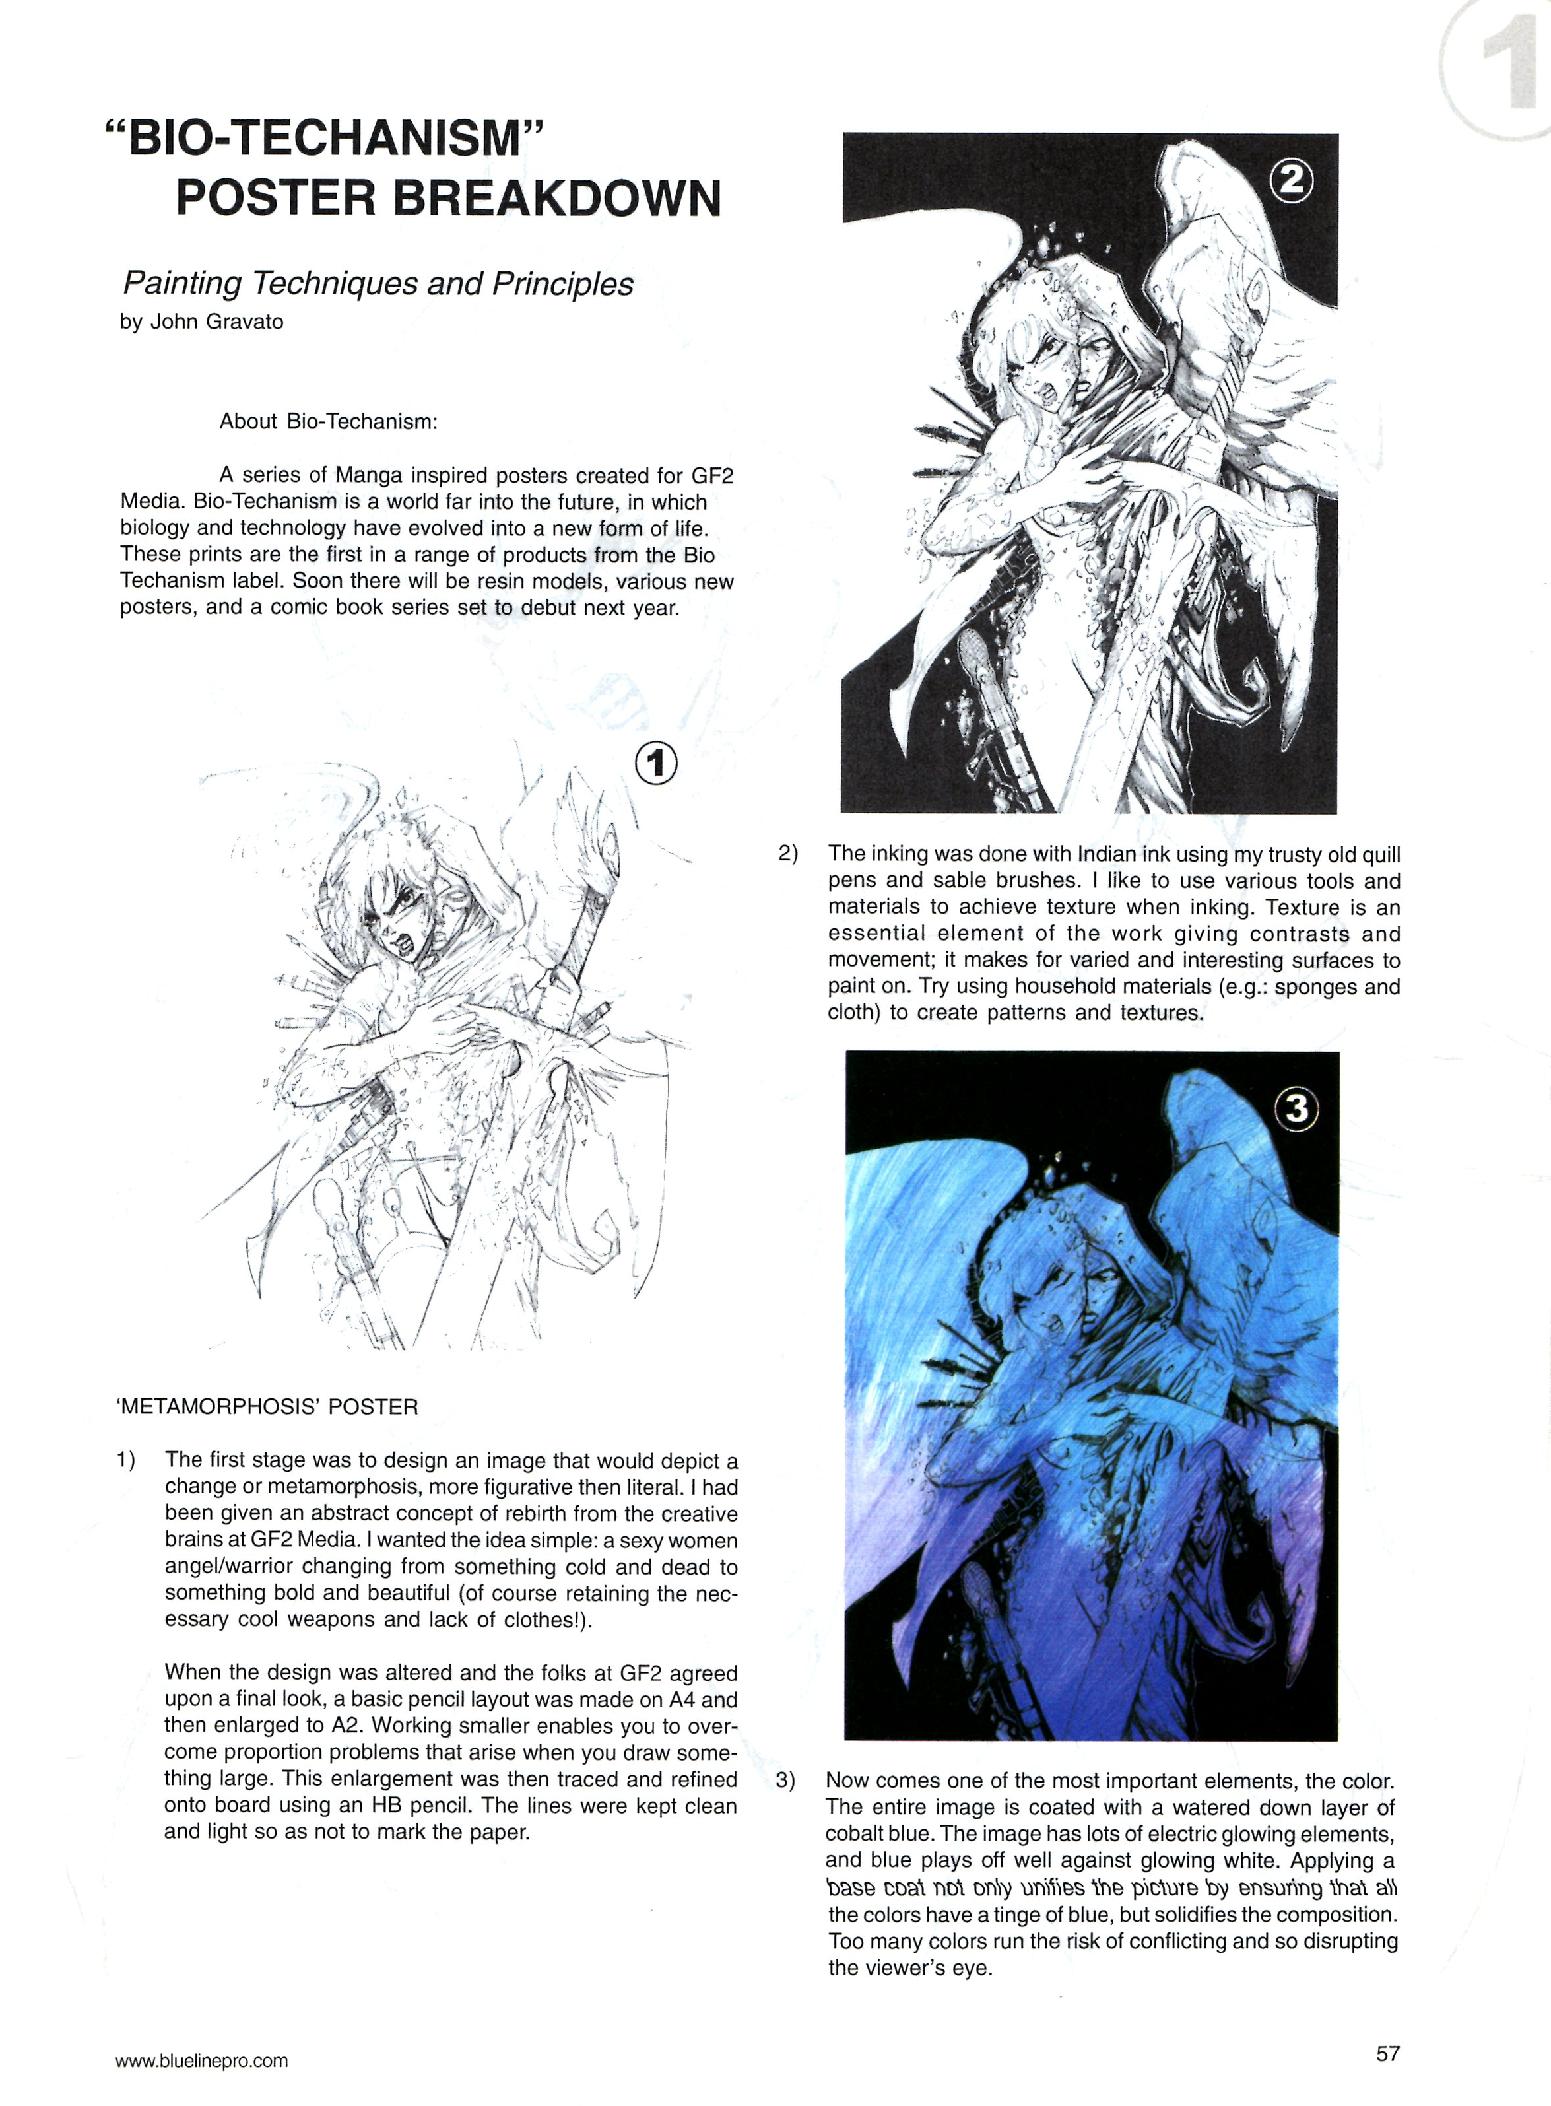 1
“BIO-TECHANISM”
POSTER BREAKDOWN
Painting Techniques and Principles
by John Gravato
About Bio-Techanism:
A series of Manga inspired posters created for GF2
Media. Bio-Techanism is a world far into the future, in which
biology and technology have evolved into a new form of life.
These prints are the first in a range of products from the Bio
Techanism label. Soon there will be resin models, various new
posters, and a comic book series set to debut next year.
1
‘METAMORPHOSIS’ POSTER
1) The first stage was to design an image that would depict a
change or metamorphosis, more figurative then literal. I had
been given an abstract concept of rebirth from the creative
brains at GF2 Media. I wanted the idea simple: a sexy women
angel/warrior changing from something cold and dead to
something bold and beautiful (of course retaining the nec-
essary cool weapons and lack of clothes!).
When the design was altered and the folks at GF2 agreed
upon a final look, a basic pencil layout was made on A4 and
then enlarged to A2. Working smaller enables you to over-
come proportion problems that arise when you draw some-
thing large. This enlargement was then traced and refined
onto board using an HB pencil. The lines were kept clean
and light so as not to mark the paper.
2
2) The inking was done with Indian ink using my trusty old quill
pens and sable brushes. I like to use various tools and
materials to achieve texture when inking. Texture is an
essential element of the work giving contrasts and
movement; it makes for varied and interesting surfaces to
paint on. Try using household materials (e.g.: sponges and
cloth) to create patterns and textures.
3
3) Now comes one of the most important elements, the color.
The entire image is coated with a watered down layer of
cobalt blue. The image has lots of electric glowing elements,
and blue plays off well against glowing white. Applying a
base coat not only unifies the picture by ensuring that all
the colors have a tinge of blue, but solidifies the composition.
Too many colors run the risk of conflicting and so disrupting
the viewer’s eye.
www.bluelinepro.com
57